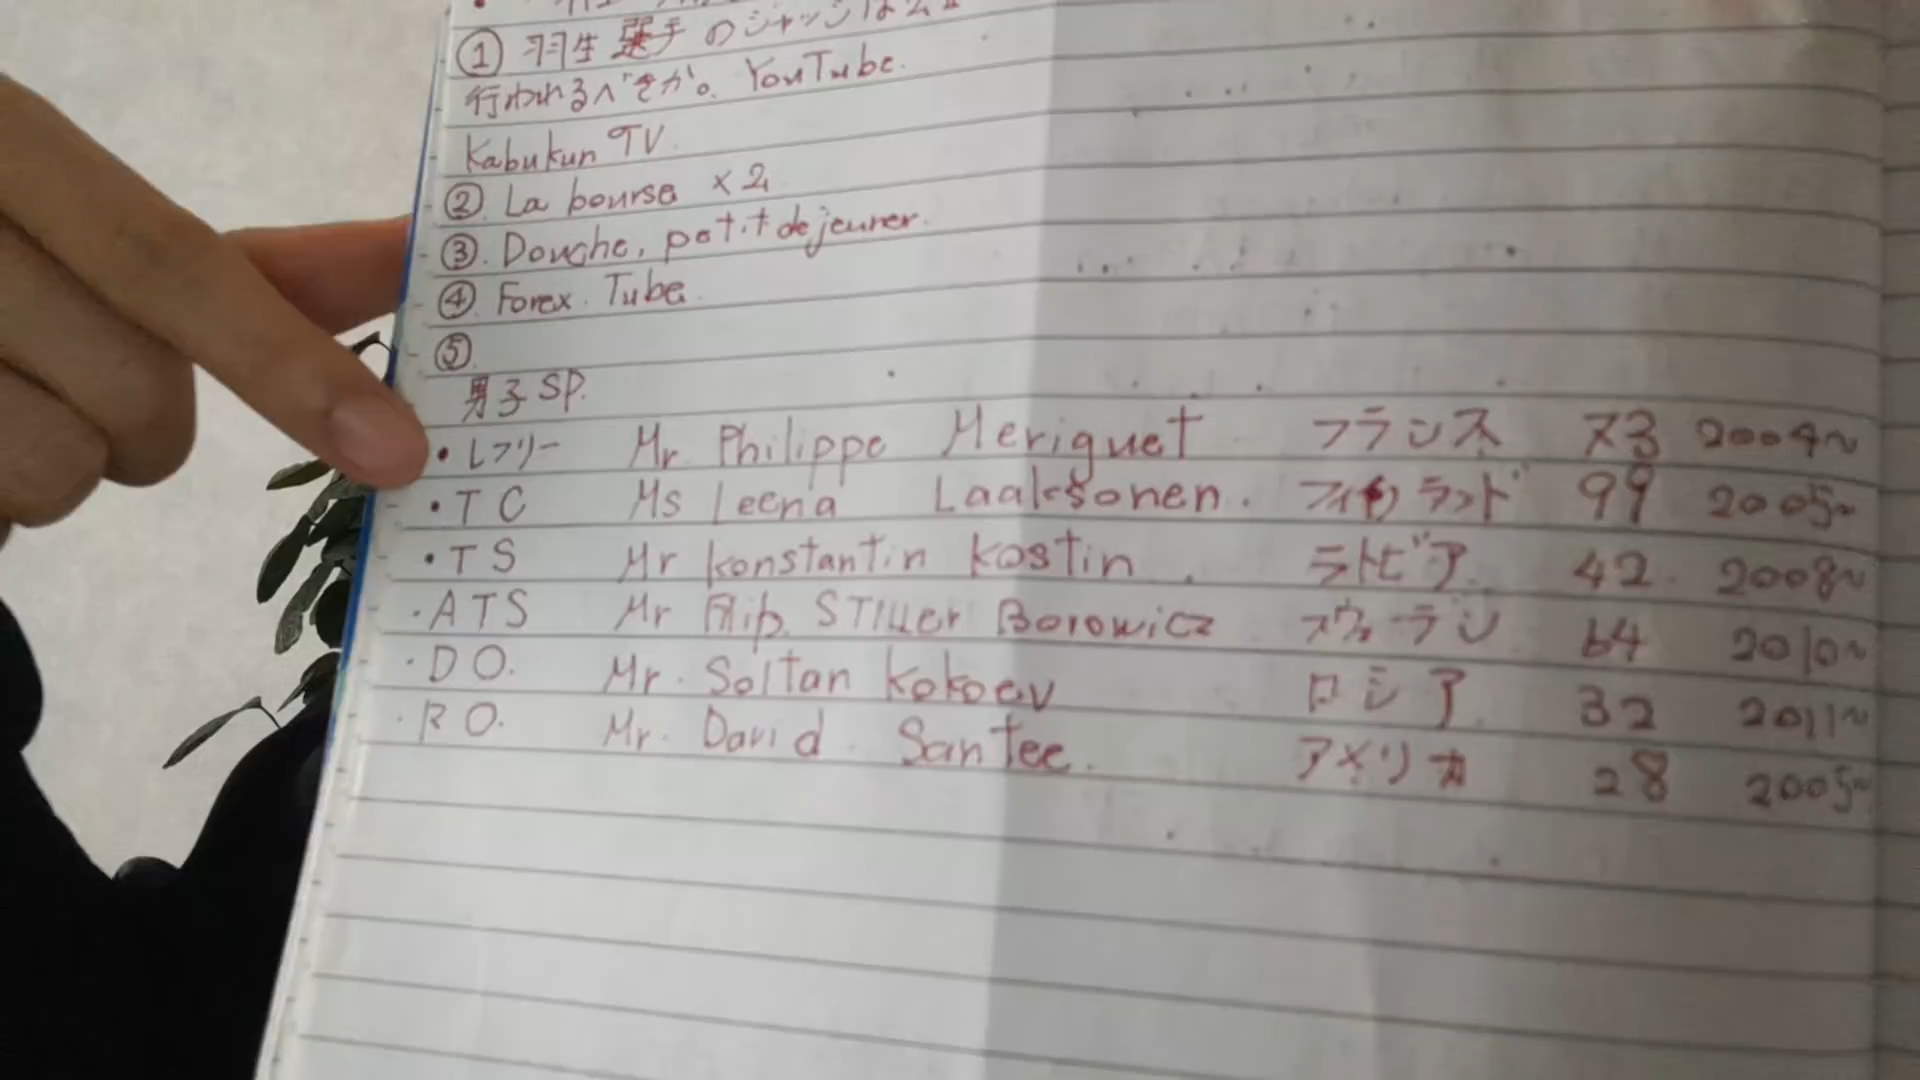 ① 羽生選手のジャッジは公
行われるべきか。YouTube.
Kabukun TV
② La bourse ×2
③ Douche, petit dejeuner.
④ Forex Tube
⑤
男子SP.
・レフリー Mr. Philippe Meriguet フランス 73 2004~
・TC Ms Leena Laaksonen. フィンランド 99 2005~
・TS Mr Konstantin Kostin ラトビア 42 2008~
・ATS Mr Filip STILLer Borowicz スウェーデン 64 2010~
・DO. Mr. Soltan Kokoev ロシア 32 2011~
・RO. Mr. David Santee. アメリカ 28 2005~